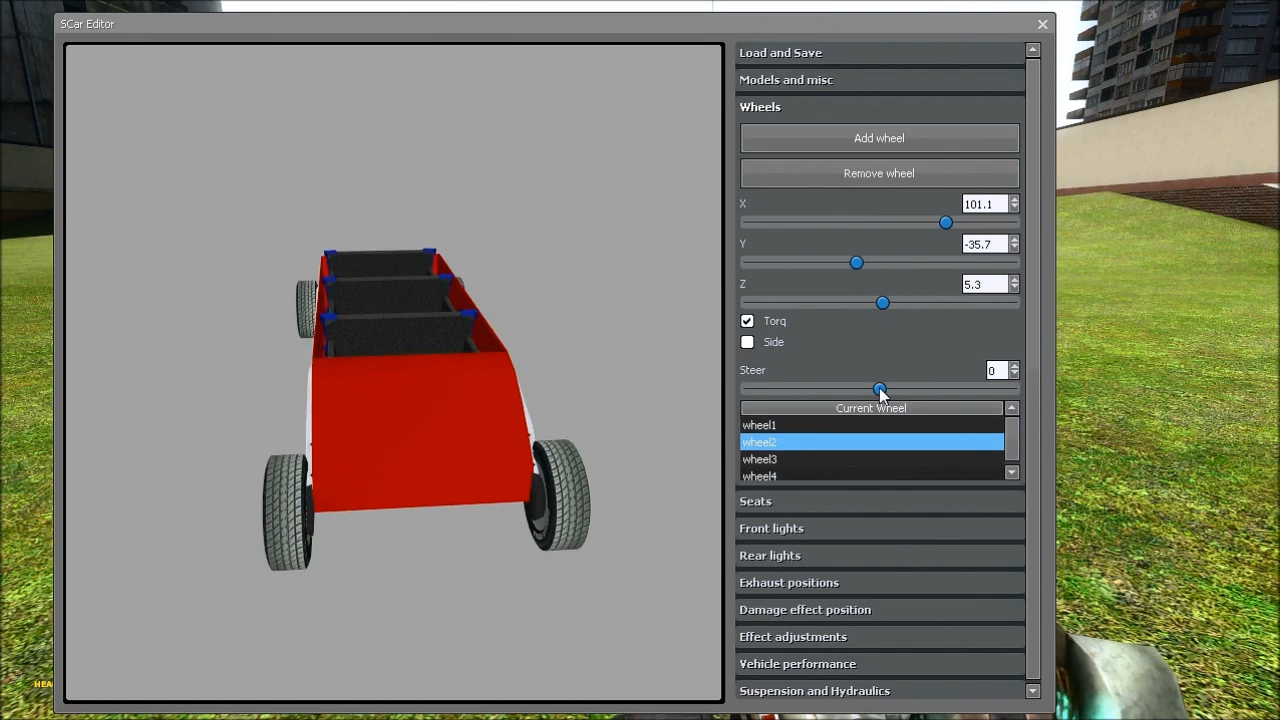 SCar Editor
Load and Save
Models and misc
Wheels
Add wheel
Remove wheel
X
101.1
Y
-35.7
Z
5.3
Torq
Side
Steer
0
Current Wheel
wheel1
wheel2
wheel3
wheel4
Seats
Front lights
Rear lights
Exhaust positions
Damage effect position
Effect adjustments
Vehicle performance
Suspension and Hydraulics
HEA